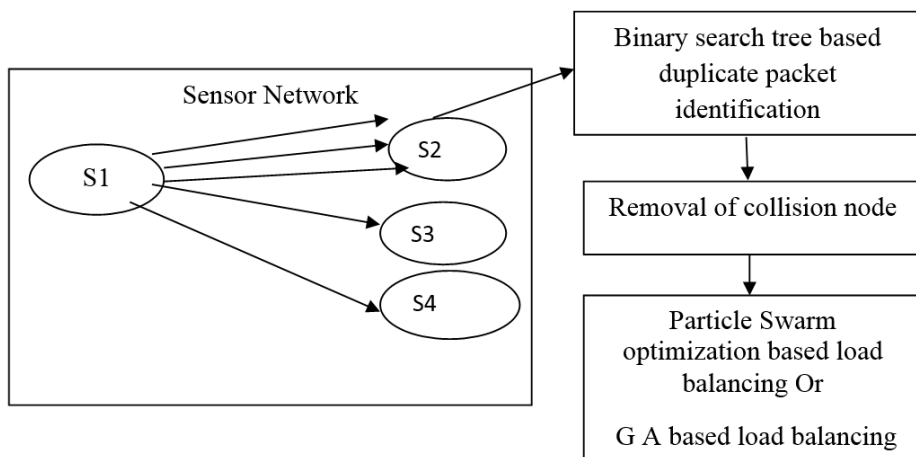 Sensor Network
S1
S2
S3
S4
Binary search tree based
duplicate packet
identification
Removal of collision node
Particle Swarm
optimization based load
balancing Or
G A based load balancing